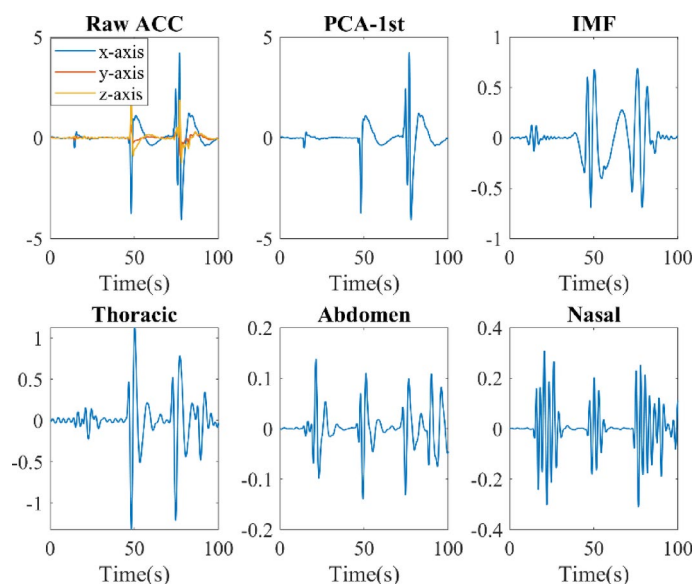 Raw ACC
5
0
-5
x-axis
y-axis
z-axis
0 50 100
Time(s)
PCA-1st
5
0
-5
0 50 100
Time(s)
IMF
1
0.5
0
-0.5
-1
0 50 100
Time(s)
Thoracic
1
0.5
0
-0.5
-1
0 50 100
Time(s)
Abdomen
0.2
0.1
0
-0.1
-0.2
0 50 100
Time(s)
Nasal
0.4
0.2
0
-0.2
-0.4
0 50 100
Time(s)